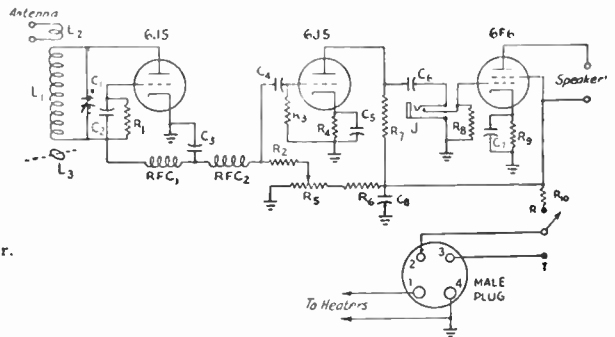 Antenna
L2
6J5
6J5
6F6
Speaker
L1
C1
C2
R1
C3
C4
R3
R4
C5
R7
C6
J
R8
C7
R9
L3
RFC1
RFC2
R2
R5
R6
C8
R10
R
T
r.
2
3
1
4
MALE
PLUG
To Heaters